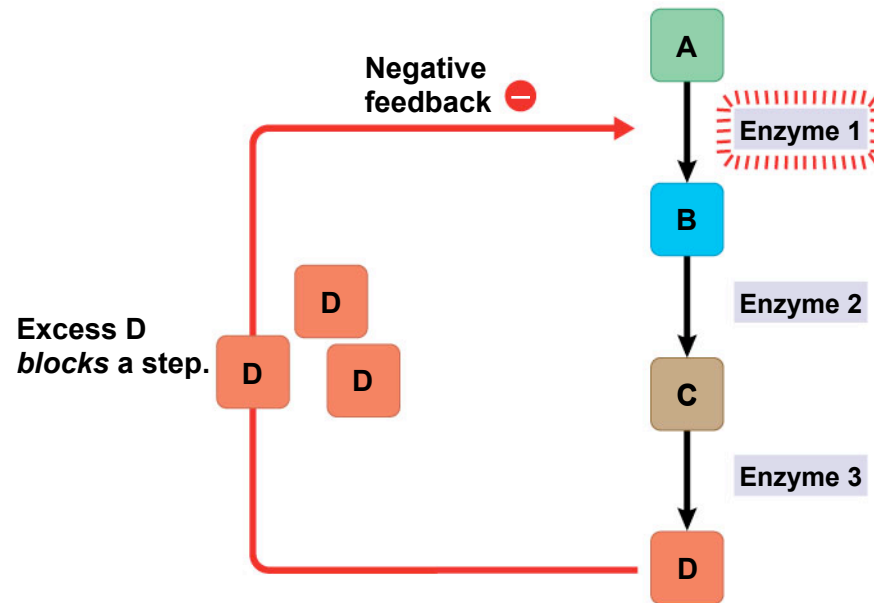 A
Negative
feedback
–
Enzyme 1
B
D
Enzyme 2
Excess D
blocks a step.
D
D
C
Enzyme 3
D